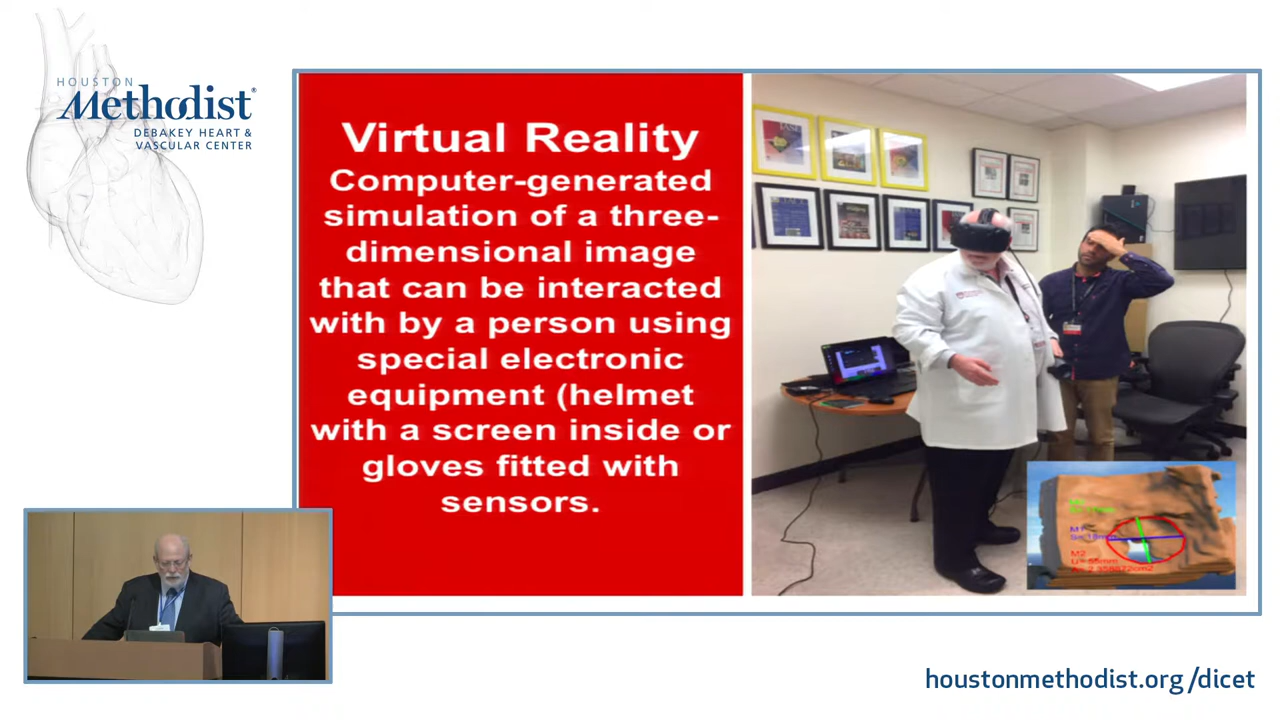 HOUSTON
Methodist®
DEBAKEY HEART &
VASCULAR CENTER
Virtual Reality
Computer-generated
simulation of a three-
dimensional image
that can be interacted
with by a person using
special electronic
equipment (helmet
with a screen inside or
gloves fitted with
sensors.
M1
M2
houstonmethodist.org/dicet